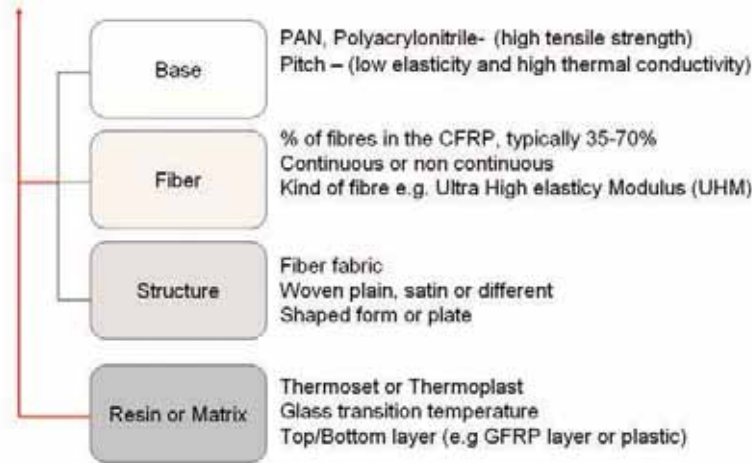 Base
PAN, Polyacrylonitrile- (high tensile strength)
Pitch – (low elasticity and high thermal conductivity)
Fiber
% of fibres in the CFRP, typically 35-70%
Continuous or non continuous
Kind of fibre e.g. Ultra High elasticy Modulus (UHM)
Structure
Fiber fabric
Woven plain, satin or different
Shaped form or plate
Resin or Matrix
Thermoset or Thermoplast
Glass transition temperature
Top/Bottom layer (e.g GFRP layer or plastic)